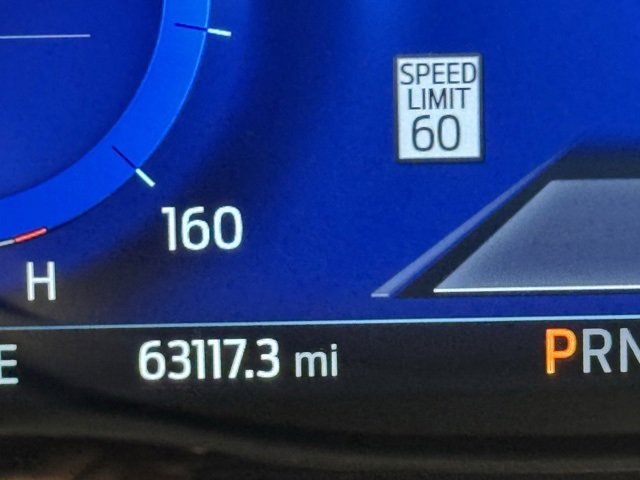 SPEED
LIMIT
60
160
H
E
63117.3 mi
PRN